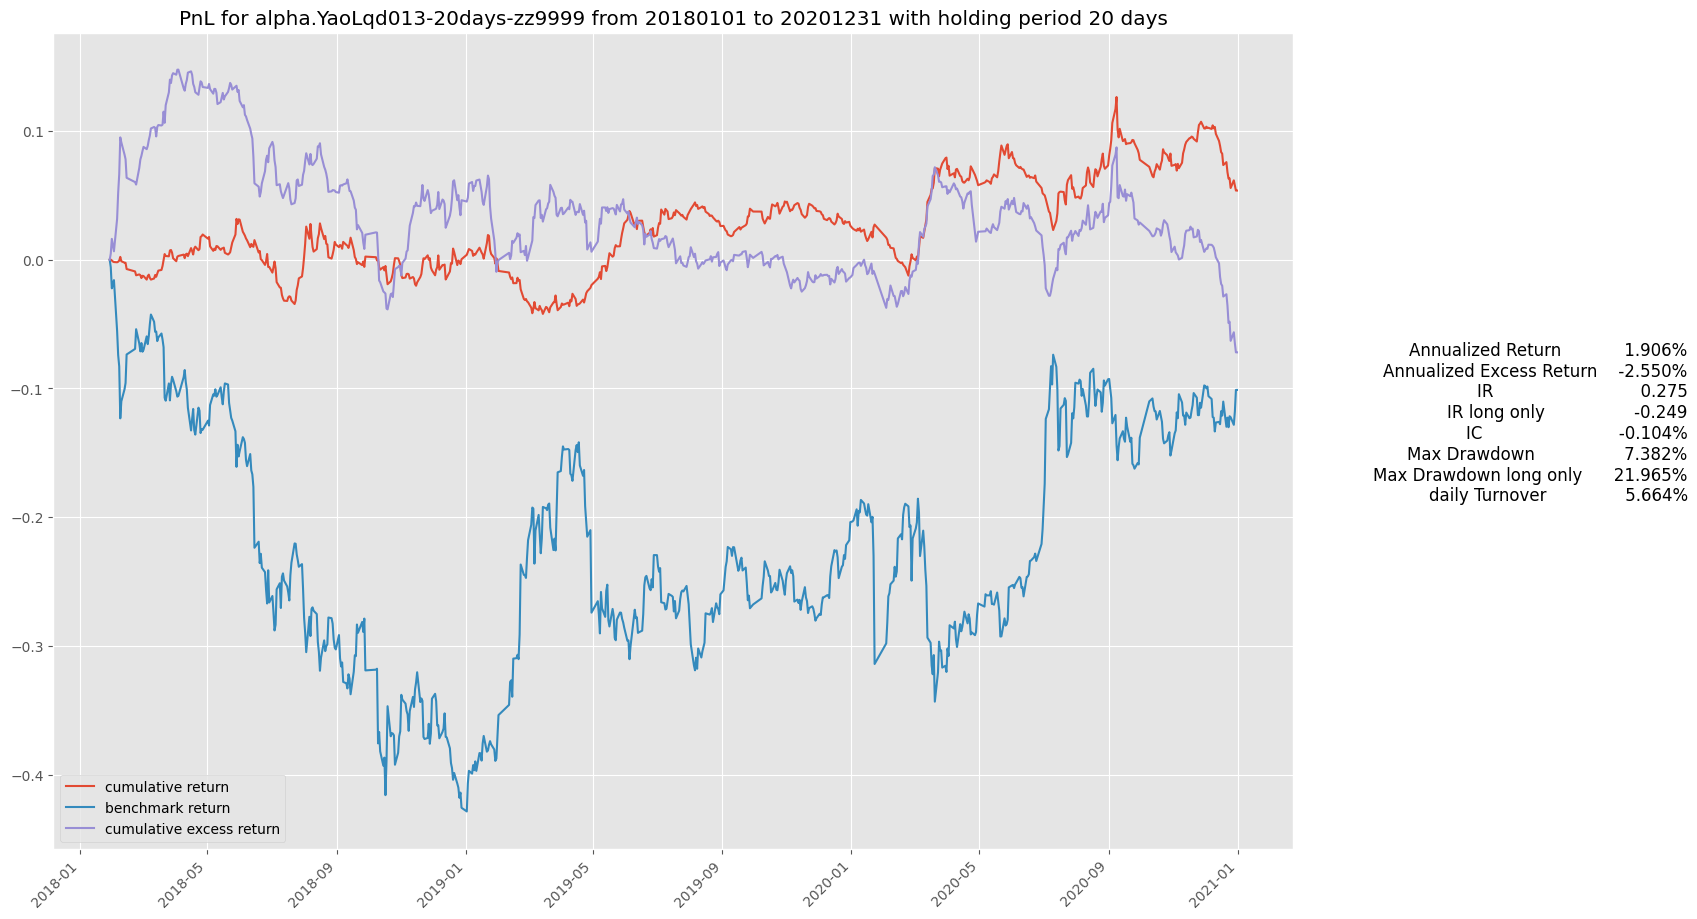 PnL for alpha.YaoLqd013-20days-zz9999 from 20180101 to 20201231 with holding period 20 days
0.1
0.0
−0.1
−0.2
−0.3
−0.4
2018-01
2018-05
2018-09
2019-01
2019-05
2019-09
2020-01
2020-05
2020-09
2021-01
cumulative return
benchmark return
cumulative excess return
Annualized Return 1.906%
Annualized Excess Return -2.550%
IR 0.275
IR long only -0.249
IC -0.104%
Max Drawdown 7.382%
Max Drawdown long only 21.965%
daily Turnover 5.664%